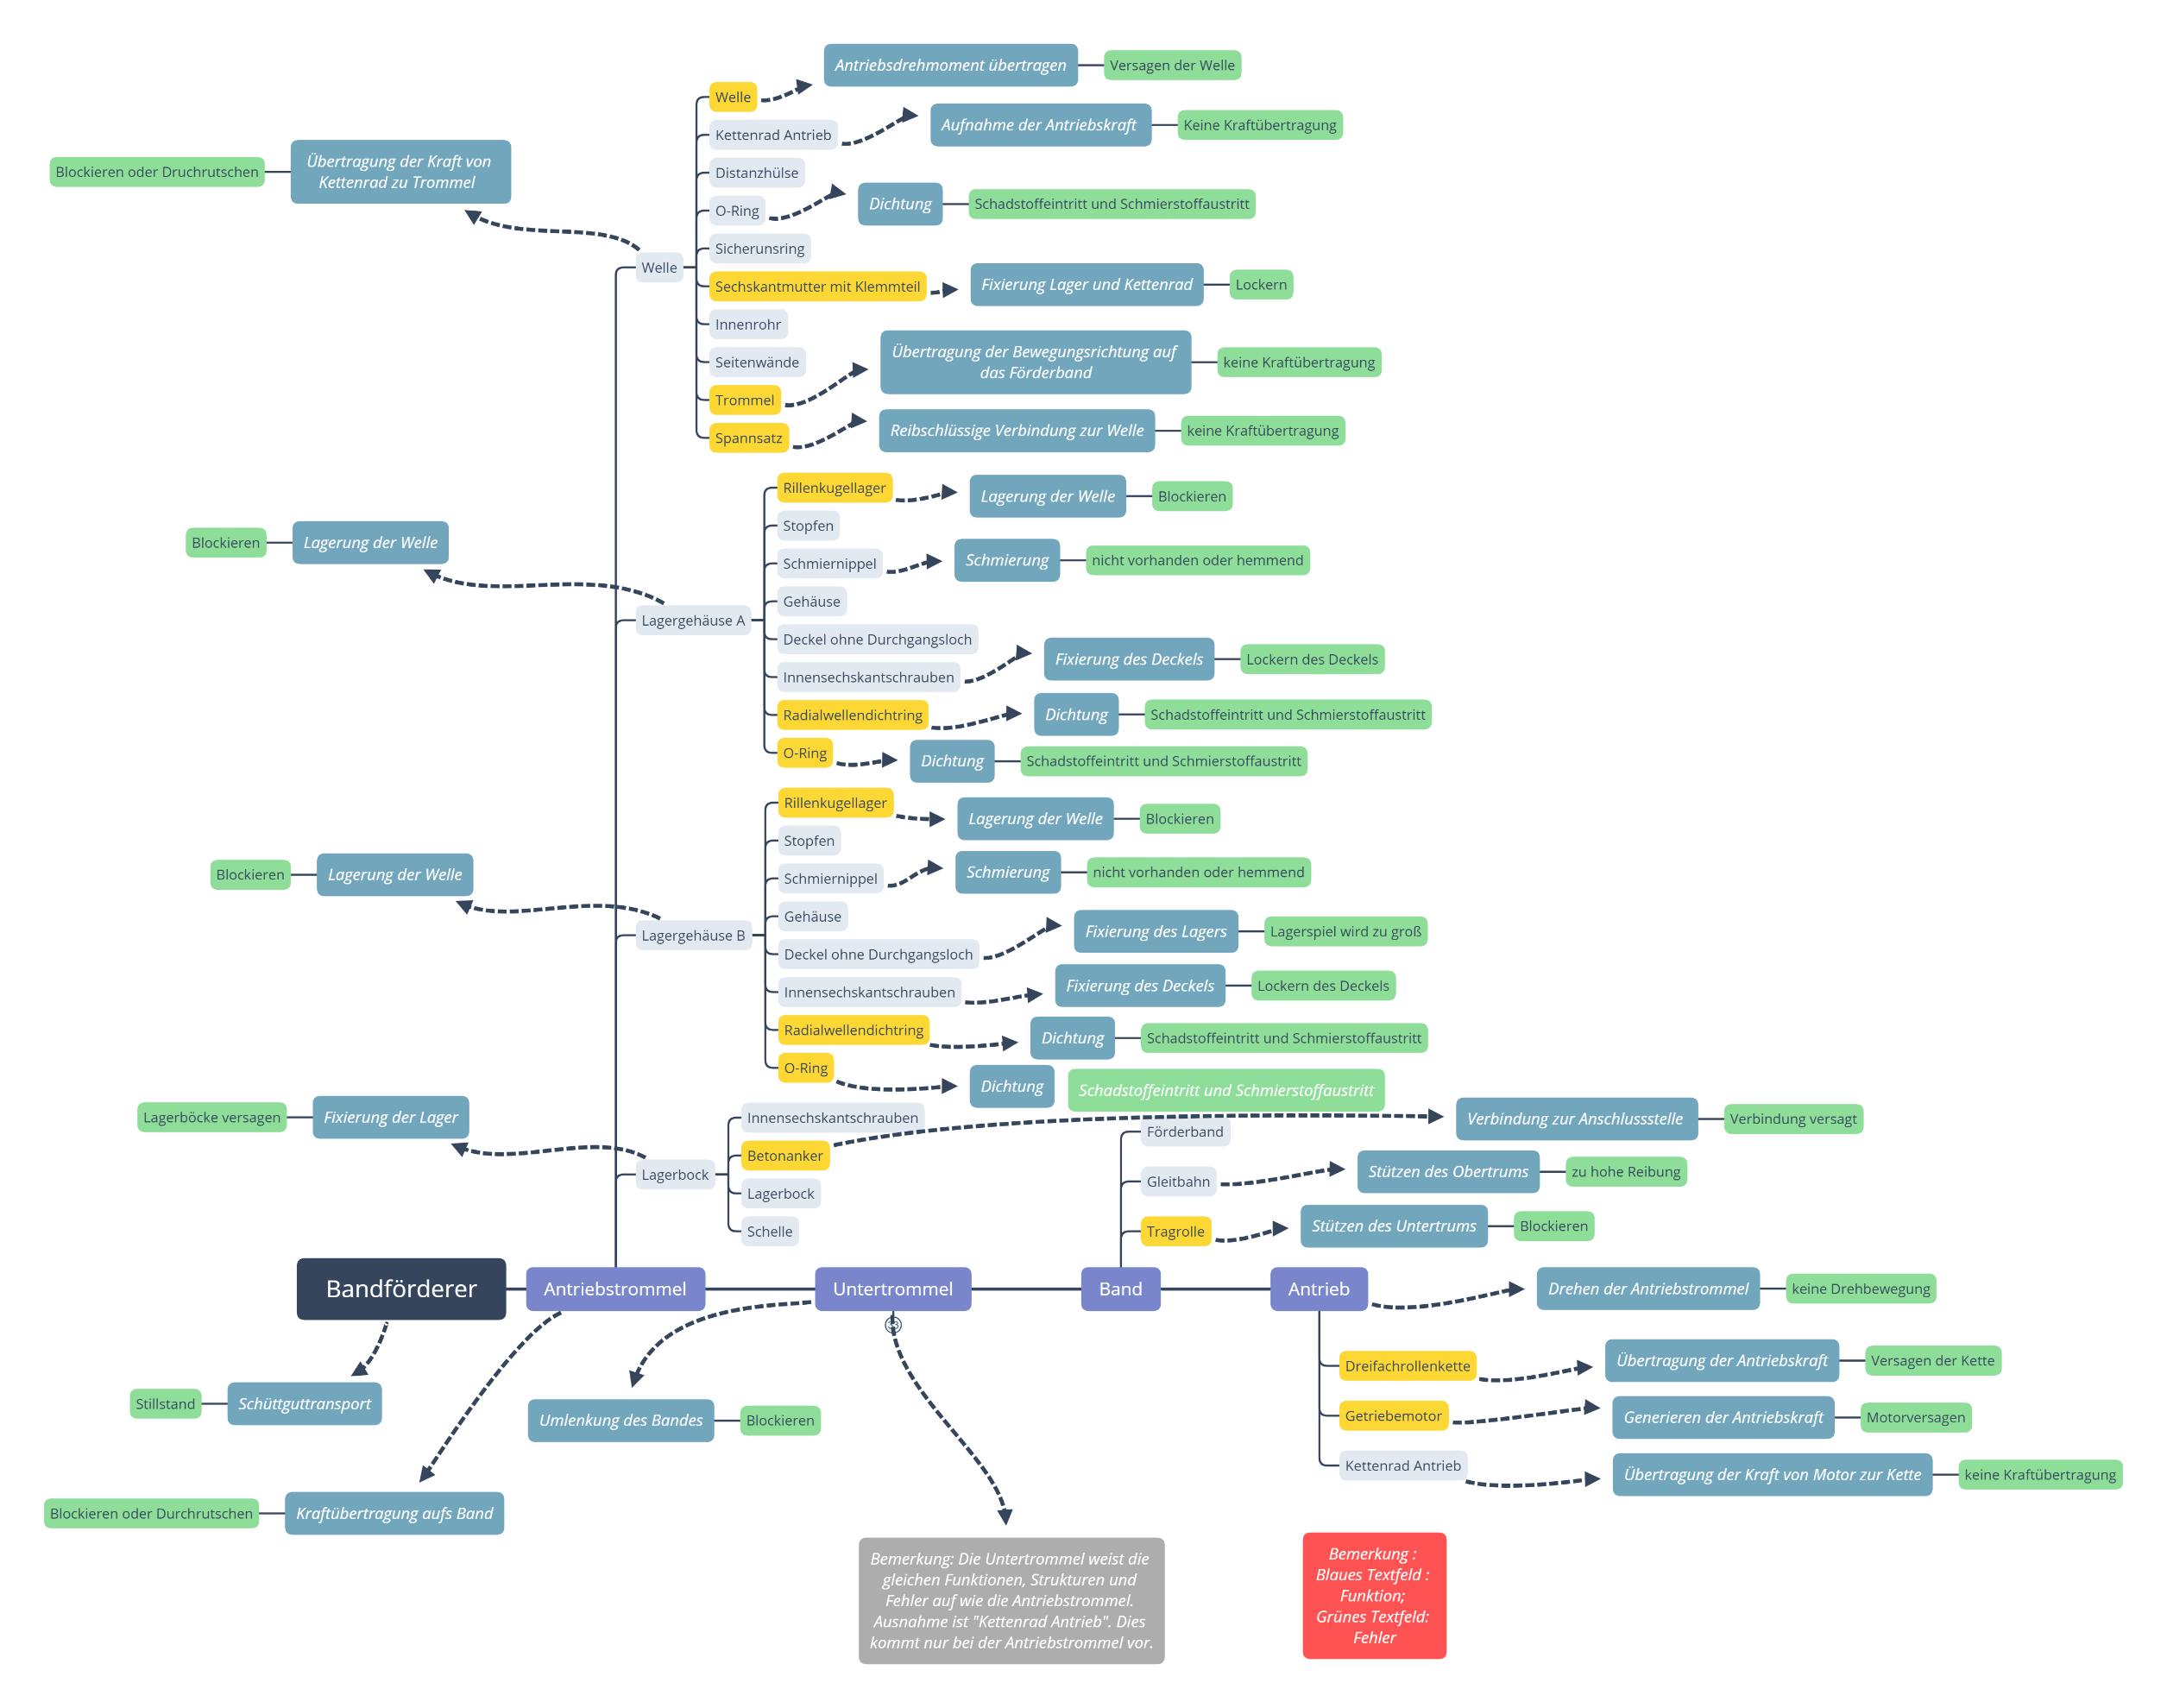 Antriebsdrehmoment übertragen
Versagen der Welle
Welle
Kettenrad Antrieb
Aufnahme der Antriebskraft
Keine Kraftübertragung
Blockieren oder Druchrutschen
Übertragung der Kraft von
Kettenrad zu Trommel
Distanzhülse
O-Ring
Dichtung
Schadstoffeintritt und Schmierstoffaustritt
Sicherunsring
Welle
Sechskantmutter mit Klemmteil
Fixierung Lager und Kettenrad
Lockern
Innenrohr
Seitenwände
Übertragung der Bewegungsrichtung auf
das Förderband
keine Kraftübertragung
Trommel
Spannsatz
Reibschlüssige Verbindung zur Welle
keine Kraftübertragung
Rillenkugellager
Lagerung der Welle
Blockieren
Stopfen
Blockieren
Lagerung der Welle
Schmiernippel
Schmierung
nicht vorhanden oder hemmend
Gehäuse
Lagergehäuse A
Deckel ohne Durchgangsloch
Innensechskantschrauben
Fixierung des Deckels
Lockern des Deckels
Radialwellendichtring
Dichtung
Schadstoffeintritt und Schmierstoffaustritt
O-Ring
Dichtung
Schadstoffeintritt und Schmierstoffaustritt
Rillenkugellager
Lagerung der Welle
Blockieren
Stopfen
Blockieren
Lagerung der Welle
Schmiernippel
Schmierung
nicht vorhanden oder hemmend
Gehäuse
Lagergehäuse B
Deckel ohne Durchgangsloch
Fixierung des Lagers
Lagerspiel wird zu groß
Innensechskantschrauben
Fixierung des Deckels
Lockern des Deckels
Radialwellendichtring
Dichtung
Schadstoffeintritt und Schmierstoffaustritt
O-Ring
Dichtung
Schadstoffeintritt und Schmierstoffaustritt
Lagerböcke versagen
Fixierung der Lager
Innensechskantschrauben
Betonanker
Verbindung zur Anschlussstelle
Verbindung versagt
Lagerbock
Lagerbock
Schelle
Förderband
Gleitbahn
Stützen des Obertrums
zu hohe Reibung
Tragrolle
Stützen des Untertrums
Blockieren
Bandförderer
Antriebstrommel
Untertrommel
Band
Antrieb
Drehen der Antriebstrommel
keine Drehbewegung
33
Dreifachrollenkette
Übertragung der Antriebskraft
Versagen der Kette
Stillstand
Schüttguttransport
Umlenkung des Bandes
Blockieren
Getriebemotor
Generieren der Antriebskraft
Motorversagen
Kettenrad Antrieb
Übertragung der Kraft von Motor zur Kette
keine Kraftübertragung
Blockieren oder Durchrutschen
Kraftübertragung aufs Band
Bemerkung: Die Untertrommel weist die
gleichen Funktionen, Strukturen und
Fehler auf wie die Antriebstrommel.
Ausnahme ist "Kettenrad Antrieb". Dies
kommt nur bei der Antriebstrommel vor.
Bemerkung :
Blaues Textfeld :
Funktion;
Grünes Textfeld:
Fehler